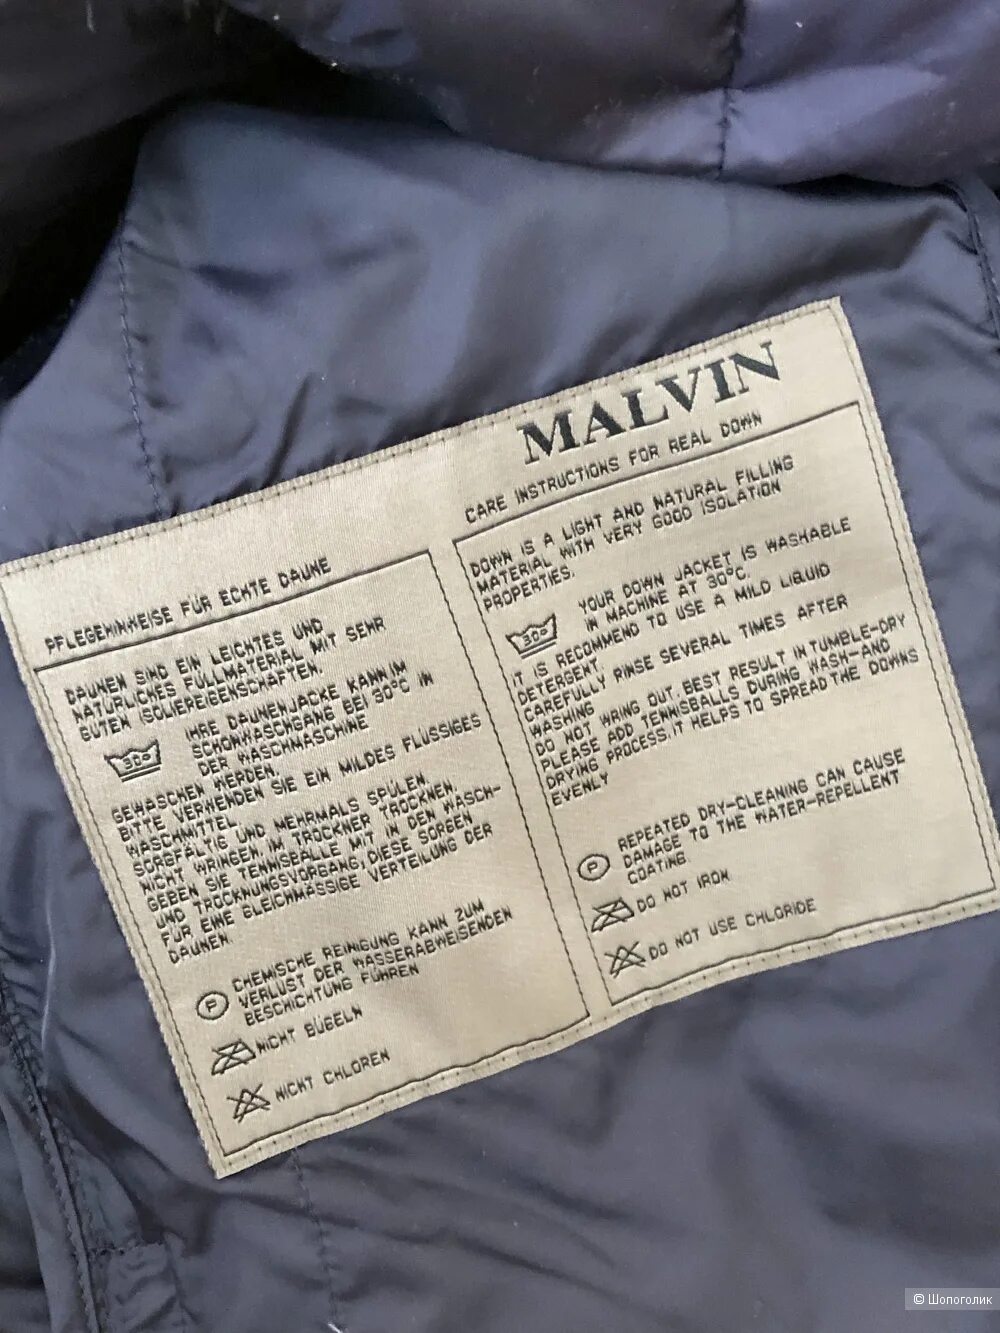 MALVIN
PFLEGEHINWEISE FÜR ECHTE DAUNE
DAUNEN SIND EIN LEICHTES UND
NATÜRLICHES FÜLLMATERIAL MIT SEHR
GUTEN ISOLIEREIGENSCHAFTEN.
30°
IHRE DAUNENJACKE KANN IM
SCHONWASCHGANG BEI 30°C IN
DER WASCHMASCHINE
GEWASCHEN WERDEN.
BITTE VERWENDEN SIE EIN MILDES FLÜSSIGES
WASCHMITTEL.
SORGFÄLTIG UND MEHRMALS SPÜLEN.
NICHT WRINGEN, IM TROCKNER TROCKNEN.
GEBEN SIE TENNISBÄLLE MIT IN DEN WASCH-
UND TROCKNUNGSVORGANG, DIESE SORGEN
FÜR EINE GLEICHMÄSSIGE VERTEILUNG DER
DAUNEN.
P
CHEMISCHE REINIGUNG KANN ZUM
VERLUST DER WASSERABWEISENDEN
BESCHICHTUNG FÜHREN
NICHT BÜGELN
NICHT CHLOREN
CARE INSTRUCTIONS FOR REAL DOWN
DOWN IS A LIGHT AND NATURAL FILLING
MATERIAL WITH VERY GOOD ISOLATION
PROPERTIES.
30°
YOUR DOWN JACKET IS WASHABLE
IN MACHINE AT 30°C.
IT IS RECOMMEND TO USE A MILD LIQUID
DETERGENT.
CAREFULLY RINSE SEVERAL TIMES AFTER
WASHING
DO NOT WRING OUT. BEST RESULT IN TUMBLE-DRY
PLEASE ADD TENNISBALLS DURING WASH-AND
DRYING PROCESS, IT HELPS TO SPREAD THE DOWNS
EVENLY
P
REPEATED DRY-CLEANING CAN CAUSE
DAMAGE TO THE WATER-REPELLENT
COATING.
DO NOT IRON
DO NOT USE CHLORIDE
© Шопоголик